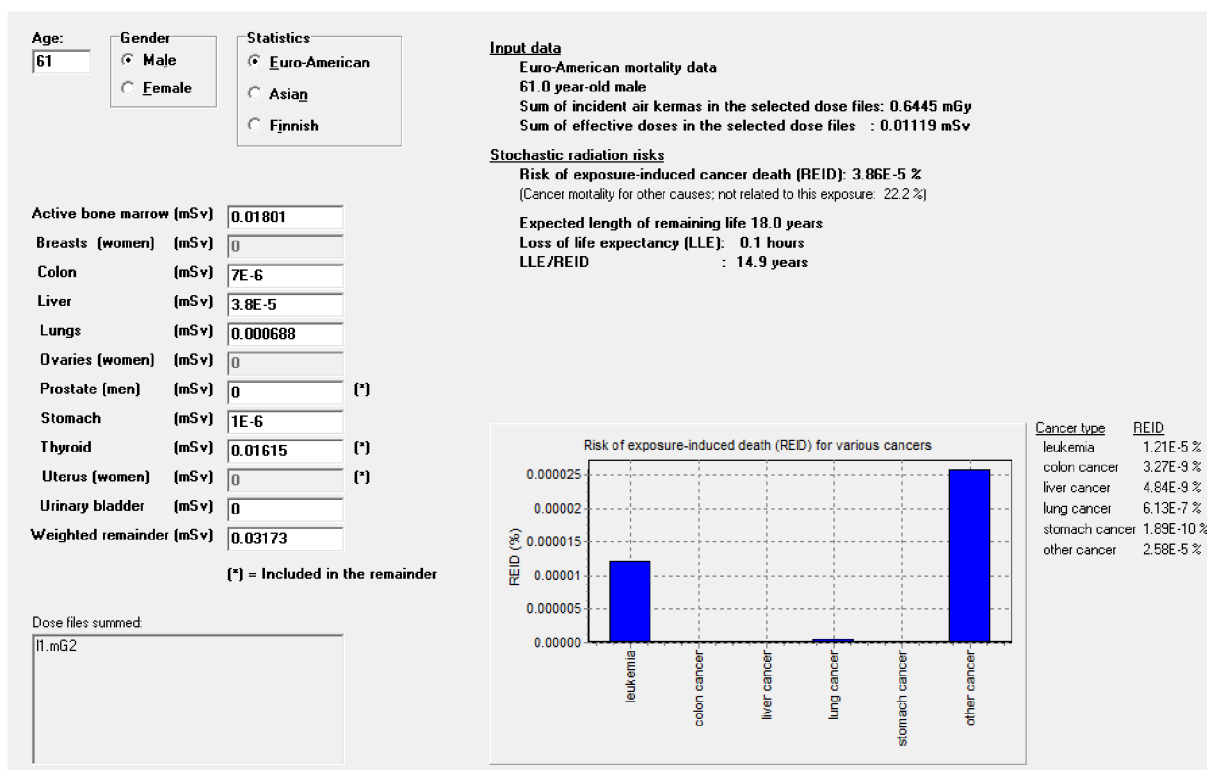 Age:
61
Gender
Male
Female
Statistics
Euro-American
Asian
Finnish
Input data
Euro-American mortality data
61.0 year-old male
Sum of incident air kermas in the selected dose files: 0.6445 mGy
Sum of effective doses in the selected dose files : 0.01119 mSv
Stochastic radiation risks
Risk of exposure-induced cancer death (REID): 3.86E-5 %
(Cancer mortality for other causes; not related to this exposure: 22.2 %)
Expected length of remaining life 18.0 years
Loss of life expectancy (LLE): 0.1 hours
LLE/REID : 14.9 years
Active bone marrow (mSv) 0.01801
Breasts (women) (mSv) 0
Colon (mSv) 7E-6
Liver (mSv) 3.8E-5
Lungs (mSv) 0.000688
Ovaries (women) (mSv) 0
Prostate (men) (mSv) 0 (*)
Stomach (mSv) 1E-6
Thyroid (mSv) 0.01615 (*)
Uterus (women) (mSv) 0 (*)
Urinary bladder (mSv) 0
Weighted remainder (mSv) 0.03173
(*) = Included in the remainder
Dose files summed:
I1.mG2
Risk of exposure-induced death (REID) for various cancers
REID (%)
0.000025
0.00002
0.000015
0.00001
0.000005
0.00000
leukemia
colon cancer
liver cancer
lung cancer
stomach cancer
other cancer
Cancer type REID
leukemia 1.21E-5 %
colon cancer 3.27E-9 %
liver cancer 4.84E-9 %
lung cancer 6.13E-7 %
stomach cancer 1.89E-10 %
other cancer 2.58E-5 %